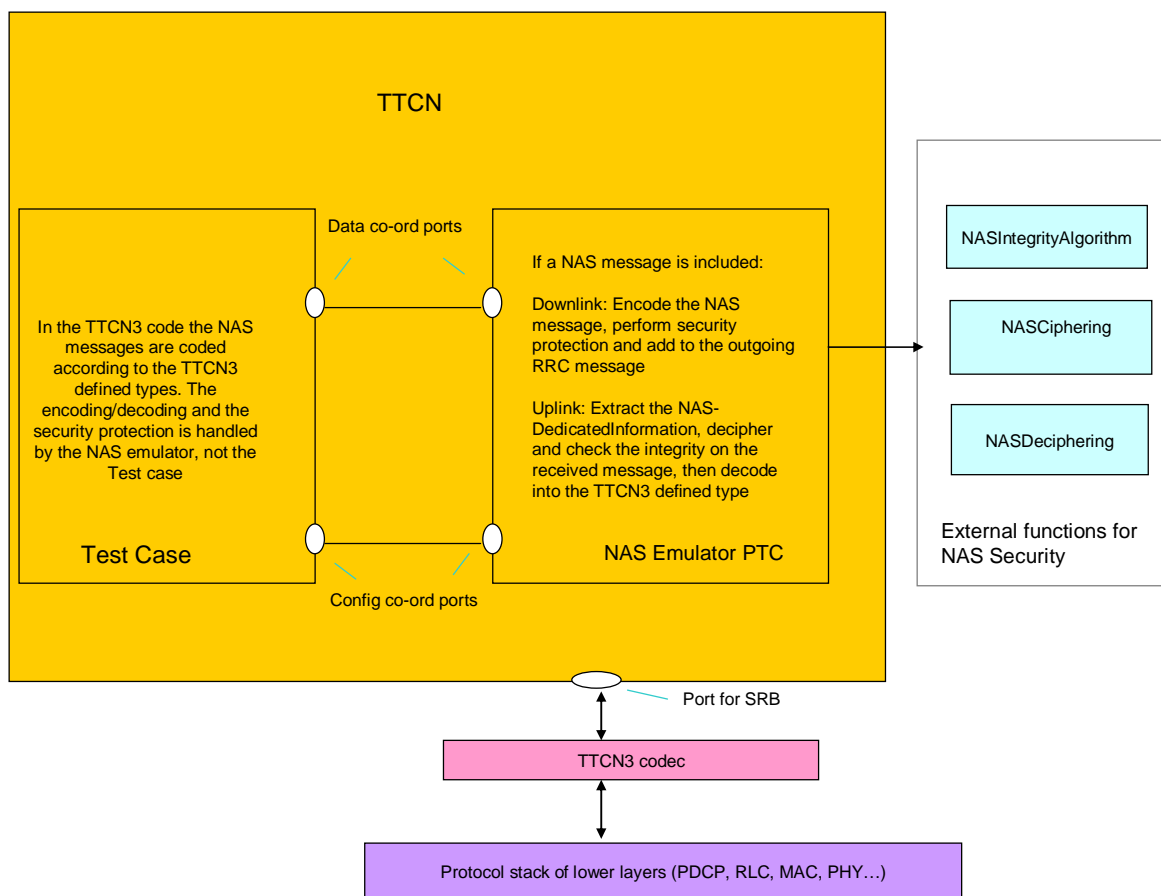 TTCN
Data co-ord ports
In the TTCN3 code the NAS
messages are coded
according to the TTCN3
defined types. The
encoding/decoding and the
security protection is handled
by the NAS emulator, not the
Test case
Test Case
If a NAS message is included:
Downlink: Encode the NAS
message, perform security
protection and add to the outgoing
RRC message
Uplink: Extract the NAS-
DedicatedInformation, decipher
and check the integrity on the
received message, then decode
into the TTCN3 defined type
NAS Emulator PTC
Config co-ord ports
NASIntegrityAlgorithm
NASCiphering
NASDeciphering
External functions for
NAS Security
Port for SRB
TTCN3 codec
Protocol stack of lower layers (PDCP, RLC, MAC, PHY…)